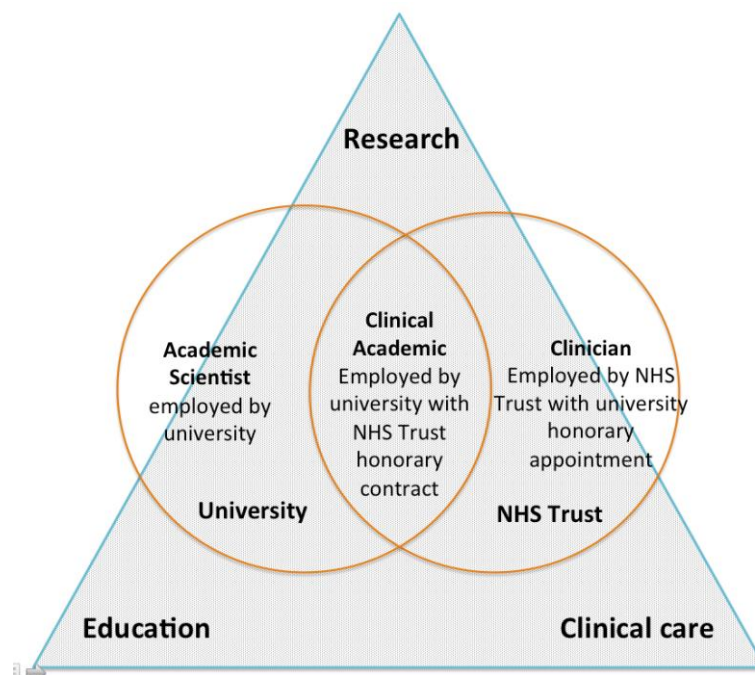 Research
Academic
Scientist
employed by
university
Clinical
Academic
Employed by
university with
NHS Trust
honorary
contract
Clinician
Employed by NHS
Trust with university
honorary
appointment
University
NHS Trust
Education
Clinical care